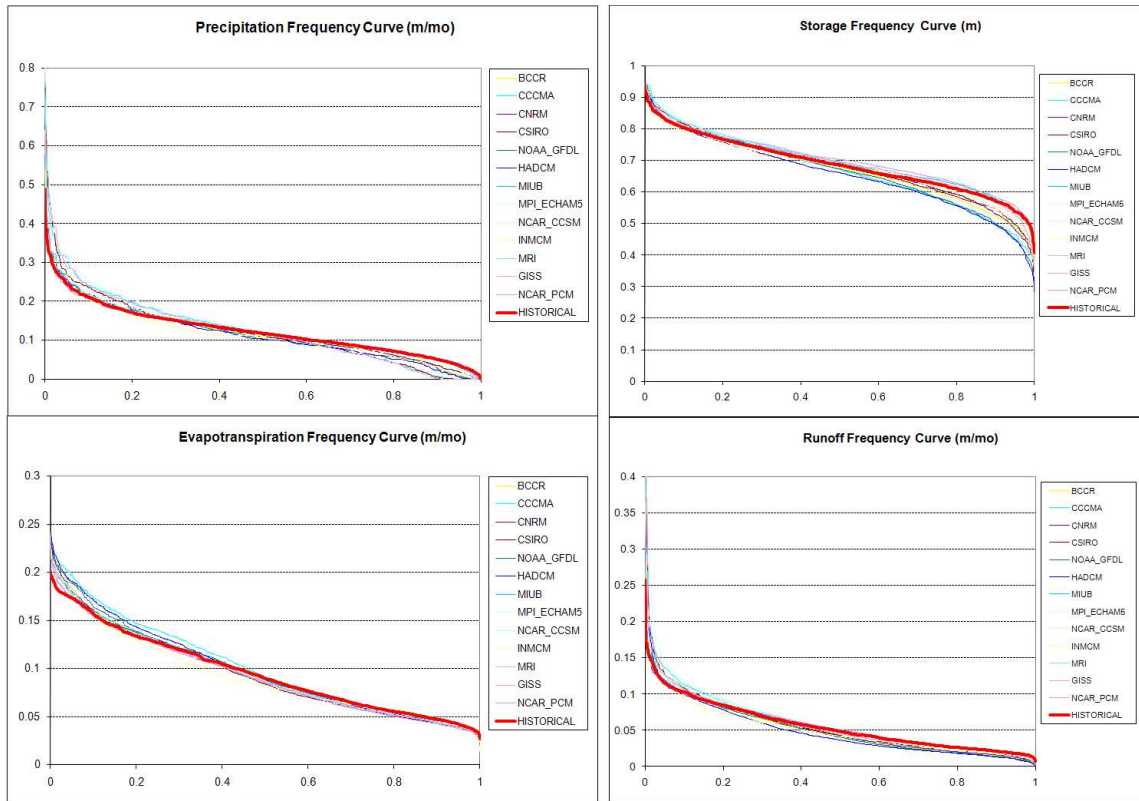 Precipitation Frequency Curve (m/mo)
0.8
0.7
0.6
0.5
0.4
0.3
0.2
0.1
0
0 0.2 0.4 0.6 0.8 1
BCCR
CCCMA
CNRM
CSIRO
NOAA_GFDL
HADCM
MIUB
MPI_ECHAM5
NCAR_CCSM
INMCM
MRI
GISS
NCAR_PCM
HISTORICAL
Storage Frequency Curve (m)
1
0.9
0.8
0.7
0.6
0.5
0.4
0.3
0.2
0.1
0
0 0.2 0.4 0.6 0.8 1
BCCR
CCCMA
CNRM
CSIRO
NOAA_GFDL
HADCM
MIUB
MPI_ECHAM5
NCAR_CCSM
INMCM
MRI
GISS
NCAR_PCM
HISTORICAL
Evapotranspiration Frequency Curve (m/mo)
0.3
0.25
0.2
0.15
0.1
0.05
0
0 0.2 0.4 0.6 0.8 1
BCCR
CCCMA
CNRM
CSIRO
NOAA_GFDL
HADCM
MIUB
MPI_ECHAM5
NCAR_CCSM
INMCM
MRI
GISS
NCAR_PCM
HISTORICAL
Runoff Frequency Curve (m/mo)
0.4
0.35
0.3
0.25
0.2
0.15
0.1
0.05
0
0 0.2 0.4 0.6 0.8 1
BCCR
CCCMA
CNRM
CSIRO
NOAA_GFDL
HADCM
MIUB
MPI_ECHAM5
NCAR_CCSM
INMCM
MRI
GISS
NCAR_PCM
HISTORICAL